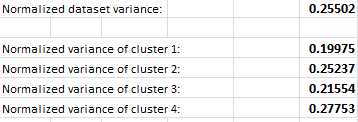 Normalized dataset variance: 0.25502
Normalized variance of cluster 1: 0.19975
Normalized variance of cluster 2: 0.25237
Normalized variance of cluster 3: 0.21554
Normalized variance of cluster 4: 0.27753